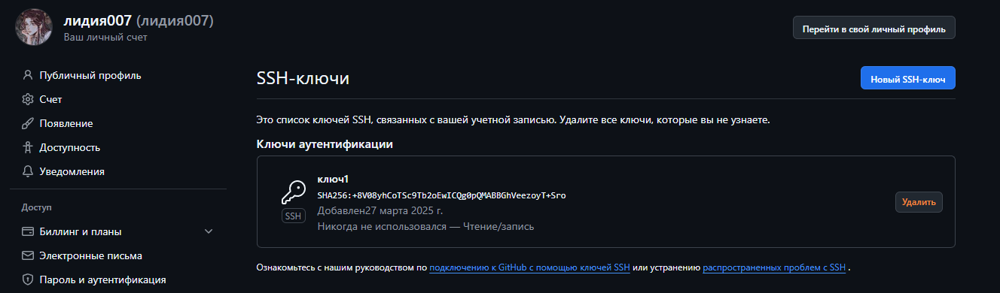 лидия007 (лидия007)
Ваш личный счет
Перейти в свой личный профиль
Публичный профиль
Счет
Появление
Доступность
Уведомления
Доступ
Биллинг и планы
Электронные письма
Пароль и аутентификация
SSH-ключи
Новый SSH-ключ
Это список ключей SSH, связанных с вашей учетной записью. Удалите все ключи, которые вы не узнаете.
Ключи аутентификации
ключ1
SHA256:+8V08yhCoTSc9Tb2oEwICQg0pQMABBGhVeezoyT+Sro
SSH
Добавлен27 марта 2025 г.
Никогда не использовался — Чтение/запись
Удалить
Ознакомьтесь с нашим руководством по подключению к GitHub с помощью ключей SSH или устранению распространенных проблем с SSH .